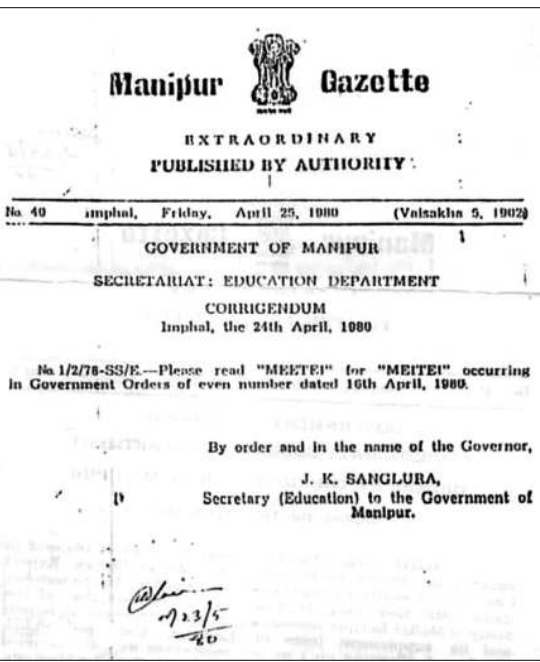 Manipur Gazette
EXTRAORDINARY
PUBLISHED BY AUTHORITY
No. 40 Imphal, Friday, April 25, 1980 (Vaisakha 5, 1902)
GOVERNMENT OF MANIPUR
SECRETARIAT: EDUCATION DEPARTMENT
CORRIGENDUM
Imphal, the 24th April, 1980
No. 1/2/78-SS/E.—Please read "MEETEI" for "MEITEI" occurring
in Government Orders of even number dated 16th April, 1980.
By order and in the name of the Governor,
J. K. SANGLURA,
Secretary (Education) to the Government of
Manipur.
23/5
80